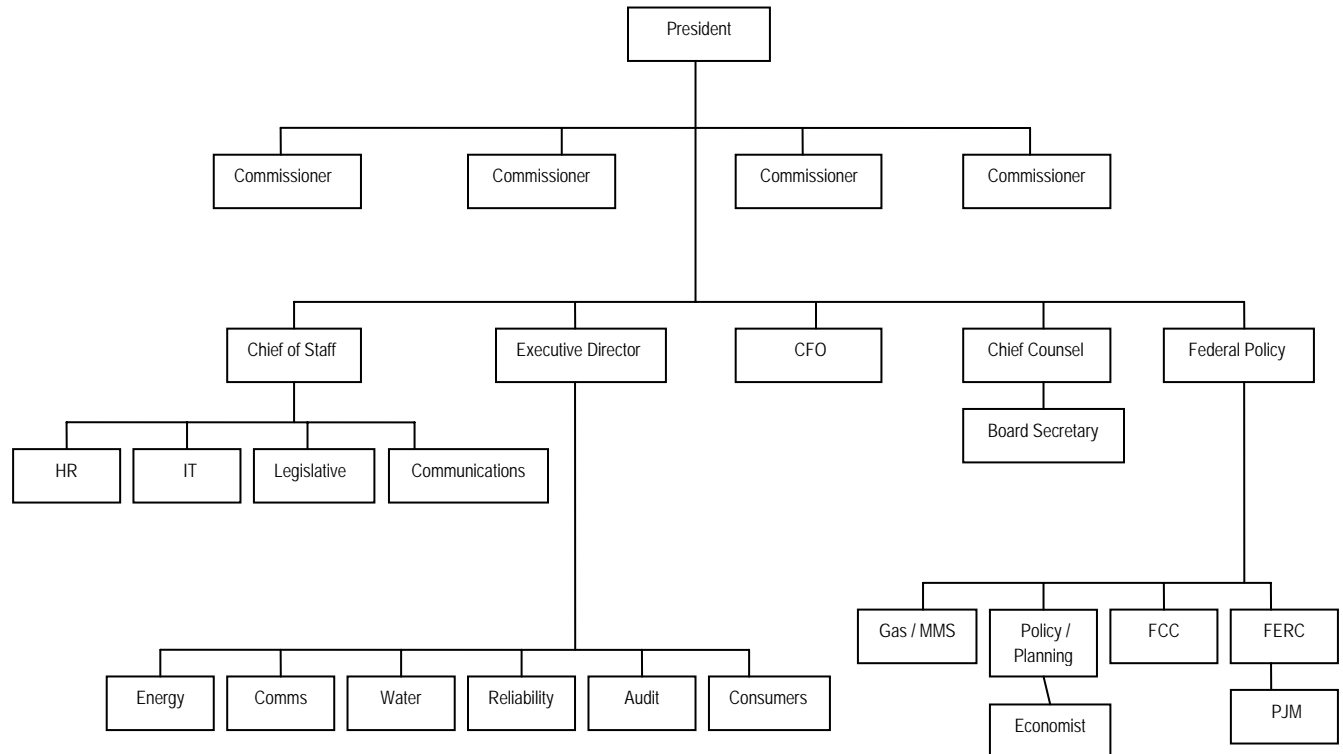 President
Commissioner
Commissioner
Commissioner
Commissioner
Chief of Staff
Executive Director
CFO
Chief Counsel
Federal Policy
Board Secretary
HR
IT
Legislative
Communications
Gas / MMS
Policy /
Planning
FCC
FERC
Energy
Comms
Water
Reliability
Audit
Consumers
Economist
PJM